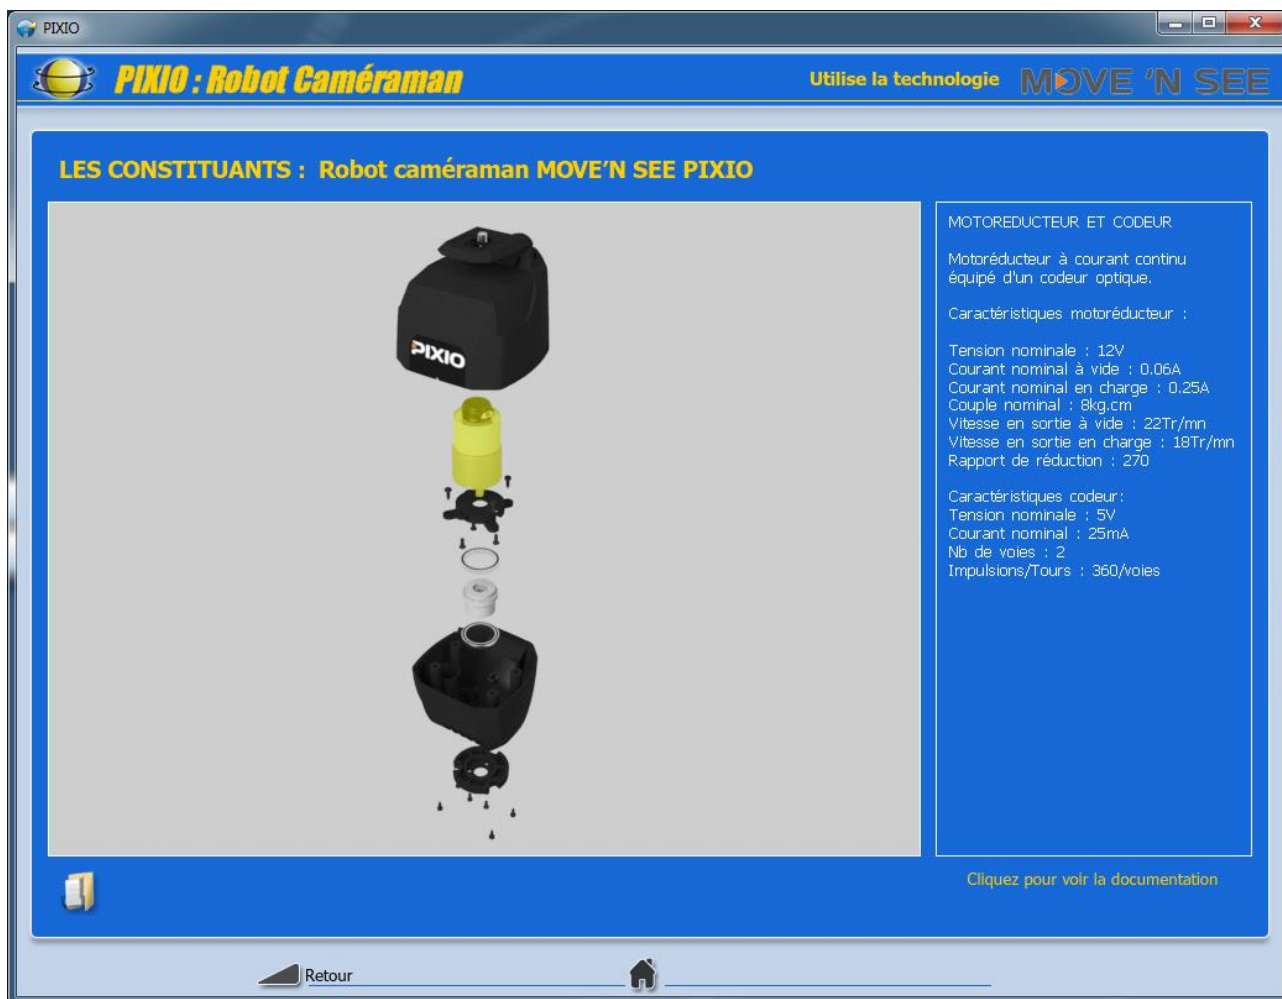 PIXIO
PIXIO : Robot Caméraman
Utilise la technologie MOVE 'N SEE
LES CONSTITUANTS : Robot caméraman MOVE'N SEE PIXIO
PIXIO
MOTOREDUCTEUR ET CODEUR
Motoréducteur à courant continu
équipé d'un codeur optique.
Caractéristiques motoréducteur :
Tension nominale : 12V
Courant nominal à vide : 0.06A
Courant nominal en charge : 0.25A
Couple nominal : 8kg.cm
Vitesse en sortie à vide : 22Tr/mn
Vitesse en sortie en charge : 18Tr/mn
Rapport de réduction : 270
Caractéristiques codeur:
Tension nominale : 5V
Courant nominal : 25mA
Nb de voies : 2
Impulsions/Tours : 360/voies
Cliquez pour voir la documentation
Retour